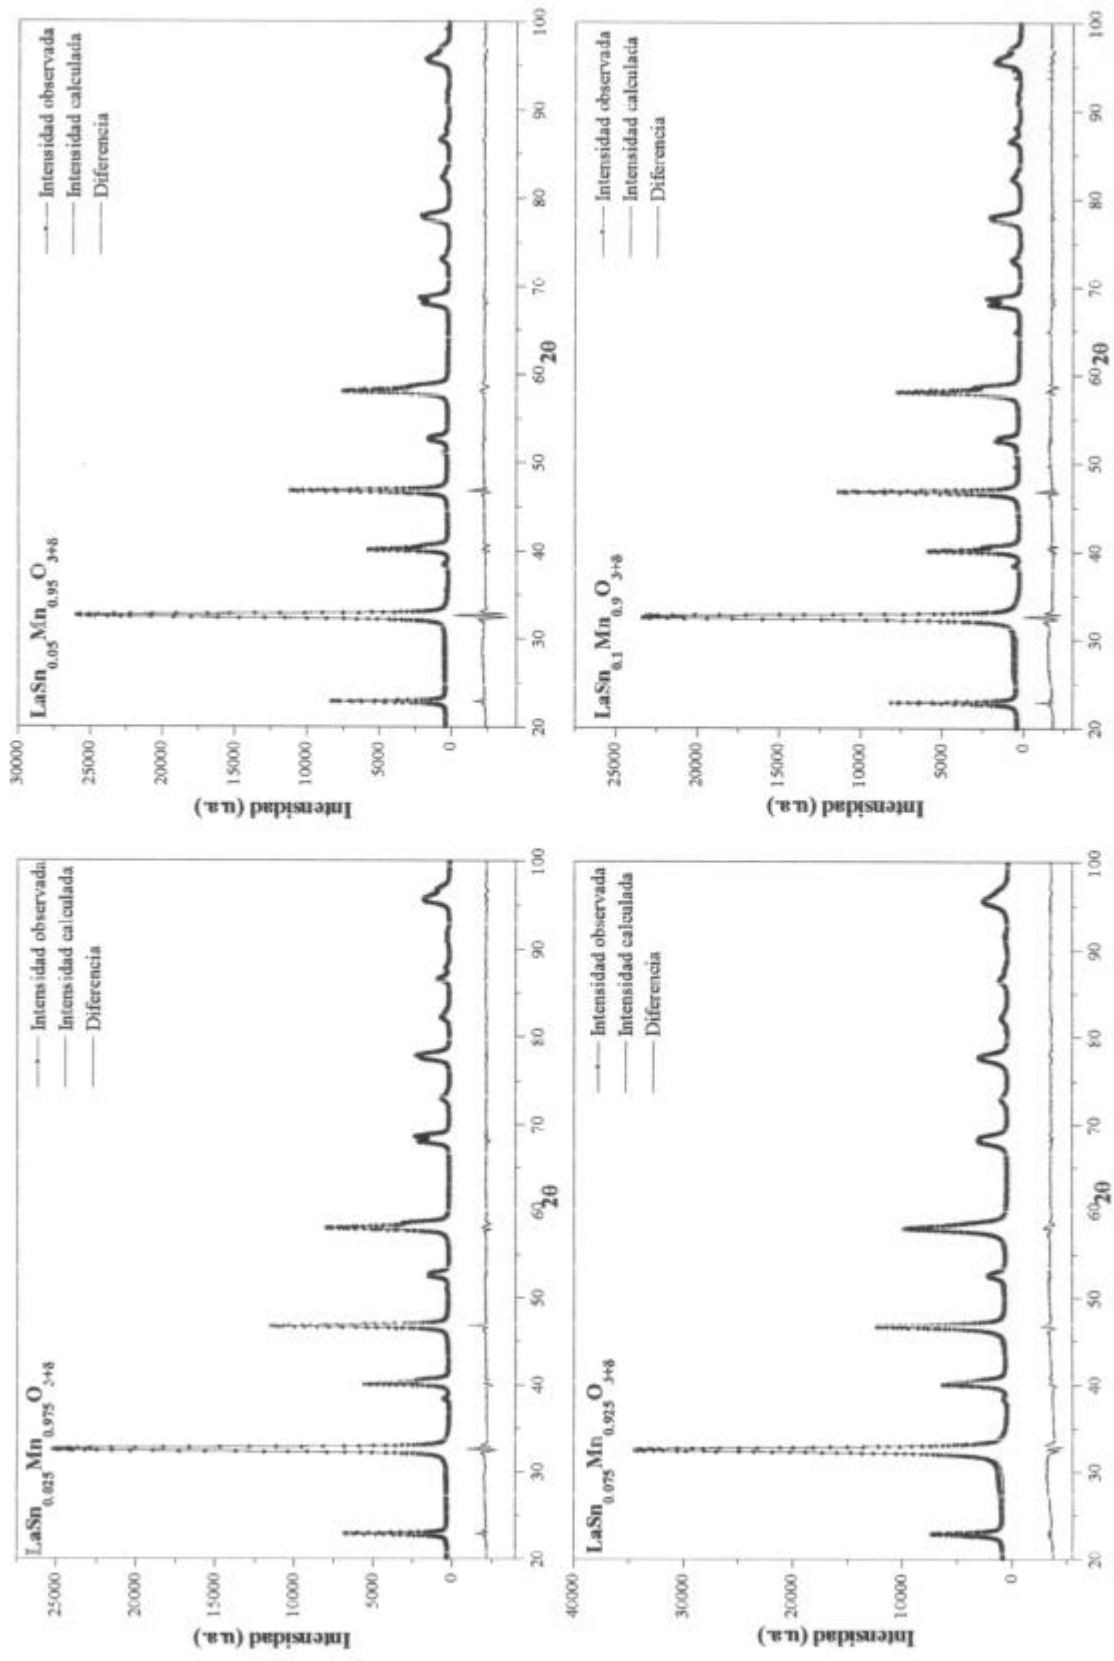 LaSn0.025Mn0.975O3+δ
Intensidad observada
Intensidad calculada
Diferencia
Intensidad (u.a.)
25000
20000
15000
10000
5000
0
20 30 40 50 60 70 80 90 100
2θ
LaSn0.05Mn0.95O3+δ
Intensidad observada
Intensidad calculada
Diferencia
Intensidad (u.a.)
30000
25000
20000
15000
10000
5000
0
20 30 40 50 60 70 80 90 100
2θ
LaSn0.075Mn0.925O3+δ
Intensidad observada
Intensidad calculada
Diferencia
Intensidad (u.a.)
40000
30000
20000
10000
0
20 30 40 50 60 70 80 90 100
2θ
LaSn0.1Mn0.9O3+δ
Intensidad observada
Intensidad calculada
Diferencia
Intensidad (u.a.)
25000
20000
15000
10000
5000
0
20 30 40 50 60 70 80 90 100
2θ